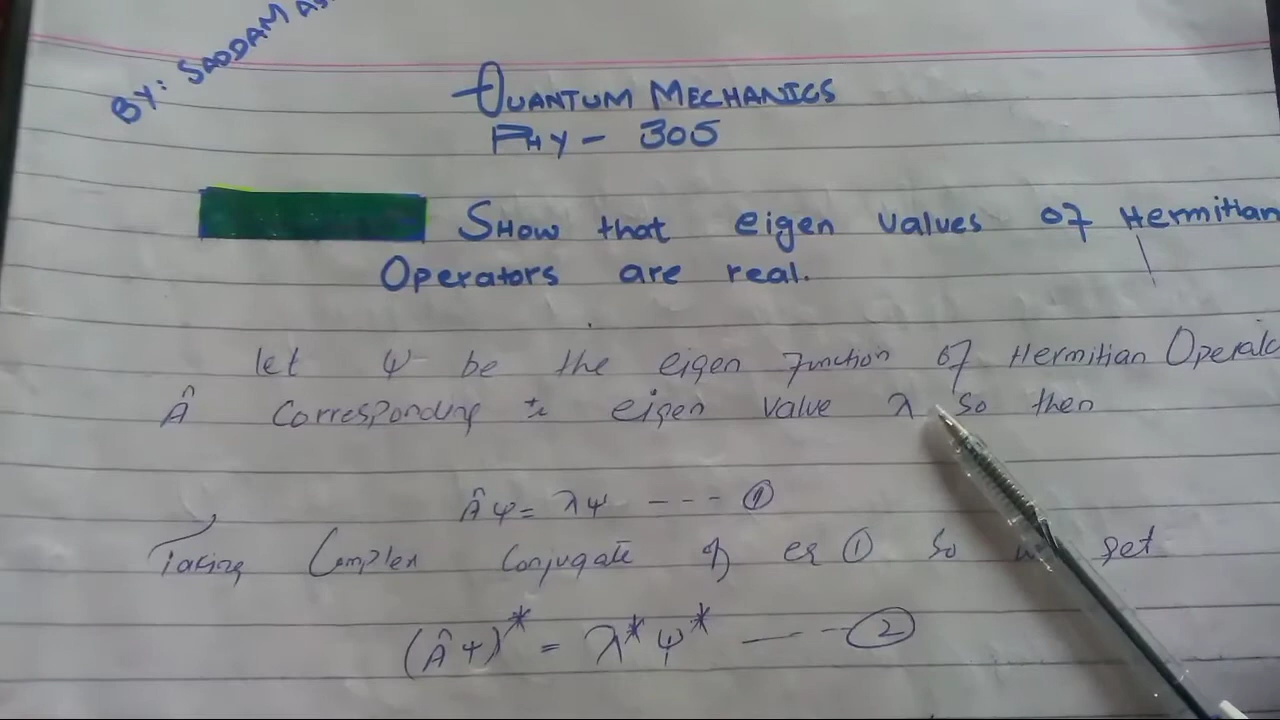 BY: SADDAM
QUANTUM MECHANICS
PHY - 305
SHOW that eigen values of Hermitian
Operators are real.
let ψ be the eigen function of Hermitian
Â Corresponding to eigen value λ so then
Âψ = λψ ---- ①
Taking Complex Conjugate of eq ① So we get
(Âψ)* = λ*ψ* ---- ②